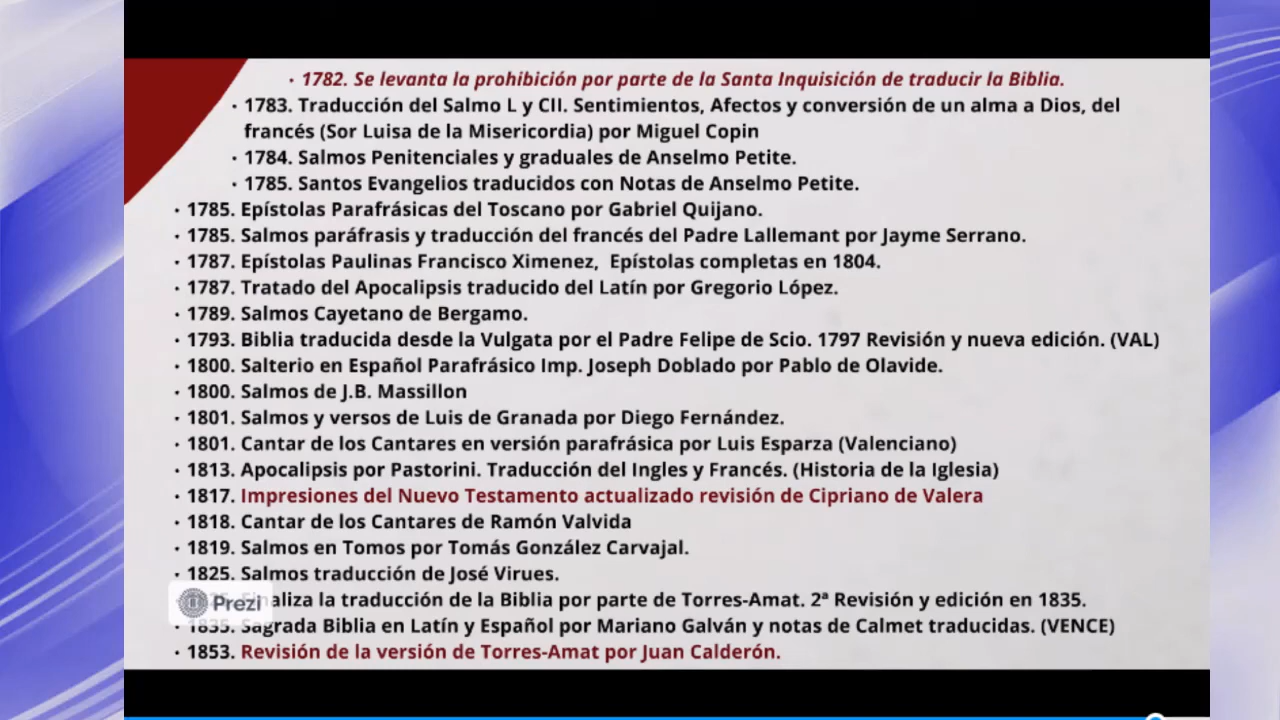 · 1782. Se levanta la prohibición por parte de la Santa Inquisición de traducir la Biblia.
· 1783. Traducción del Salmo L y CII. Sentimientos, Afectos y conversión de un alma a Dios, del
francés (Sor Luisa de la Misericordia) por Miguel Copin
· 1784. Salmos Penitenciales y graduales de Anselmo Petite.
· 1785. Santos Evangelios traducidos con Notas de Anselmo Petite.
· 1785. Epístolas Parafrásicas del Toscano por Gabriel Quijano.
· 1785. Salmos paráfrasis y traducción del francés del Padre Lallemant por Jayme Serrano.
· 1787. Epístolas Paulinas Francisco Ximenez, Epístolas completas en 1804.
· 1787. Tratado del Apocalipsis traducido del Latín por Gregorio López.
· 1789. Salmos Cayetano de Bergamo.
· 1793. Biblia traducida desde la Vulgata por el Padre Felipe de Scio. 1797 Revisión y nueva edición. (VAL)
· 1800. Salterio en Español Parafrásico Imp. Joseph Doblado por Pablo de Olavide.
· 1800. Salmos de J.B. Massillon
· 1801. Salmos y versos de Luis de Granada por Diego Fernández.
· 1801. Cantar de los Cantares en versión parafrásica por Luis Esparza (Valenciano)
· 1813. Apocalipsis por Pastorini. Traducción del Ingles y Francés. (Historia de la Iglesia)
· 1817. Impresiones del Nuevo Testamento actualizado revisión de Cipriano de Valera
· 1818. Cantar de los Cantares de Ramón Valvida
· 1819. Salmos en Tomos por Tomás González Carvajal.
· 1825. Salmos traducción de José Virues.
Prezi la traducción de la Biblia por parte de Torres-Amat. 2ª Revisión y edición en 1835.
· 1835. Sagrada Biblia en Latín y Español por Mariano Galván y notas de Calmet traducidas. (VENCE)
· 1853. Revisión de la versión de Torres-Amat por Juan Calderón.